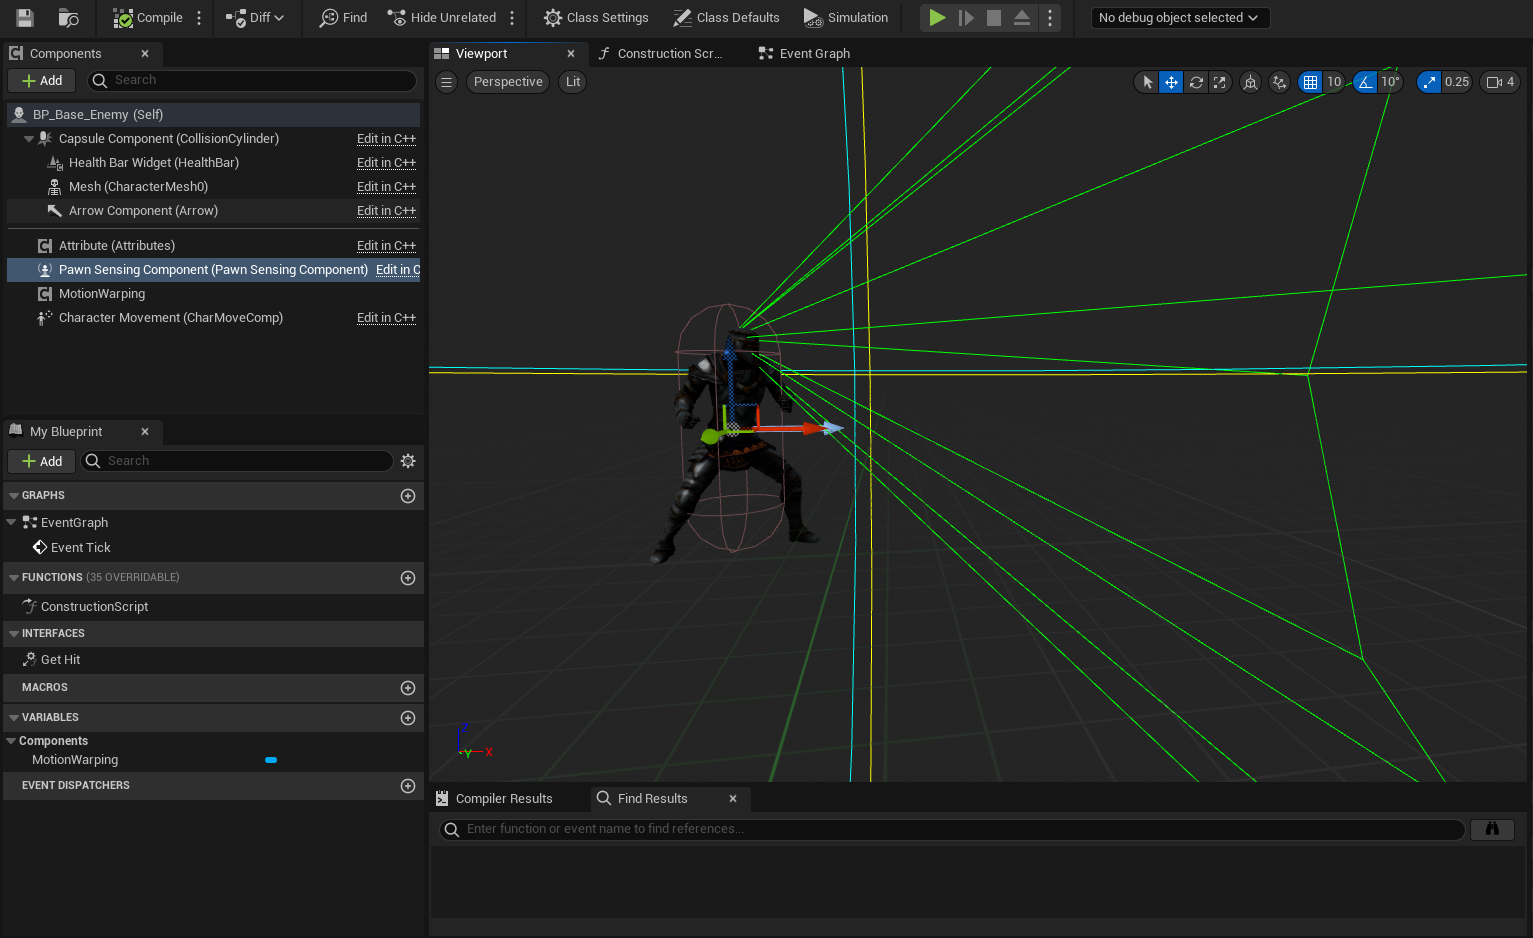 Compile
Diff
Find
Hide Unrelated
Class Settings
Class Defaults
Simulation
No debug object selected
Components
Add
Search
BP_Base_Enemy (Self)
Capsule Component (CollisionCylinder) Edit in C++
Health Bar Widget (HealthBar) Edit in C++
Mesh (CharacterMesh0) Edit in C++
Arrow Component (Arrow) Edit in C++
Attribute (Attributes) Edit in C++
Pawn Sensing Component (Pawn Sensing Component) Edit in C
MotionWarping
Character Movement (CharMoveComp) Edit in C++
My Blueprint
Add
Search
GRAPHS
EventGraph
Event Tick
FUNCTIONS (35 OVERRIDABLE)
ConstructionScript
INTERFACES
Get Hit
MACROS
VARIABLES
Components
MotionWarping
EVENT DISPATCHERS
Viewport
Construction Scr...
Event Graph
Perspective
Lit
10
10°
0.25
4
Z
Y
X
Compiler Results
Find Results
Enter function or event name to find references...